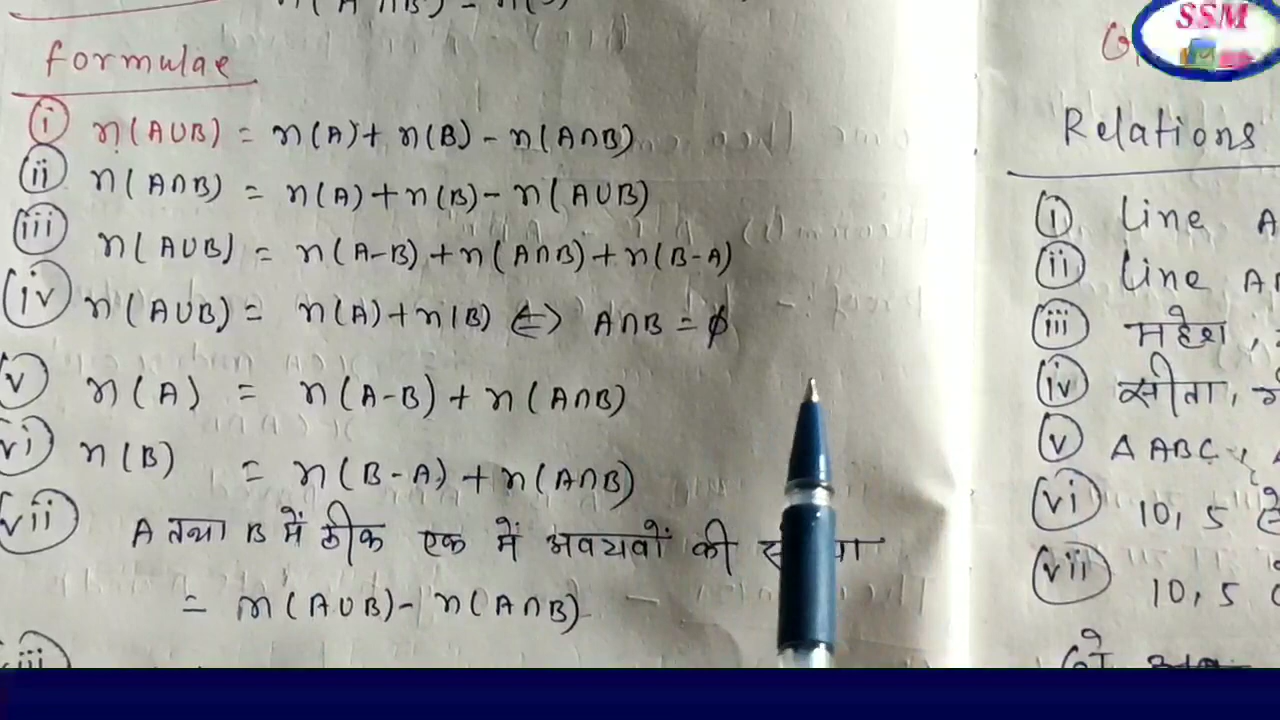 formulae
(i) n(A∪B) = n(A)+ n(B) - n(A∩B)
(ii) n(A∩B) = n(A)+n(B)- n(A∪B)
(iii) n(A∪B) = n(A-B)+n(A∩B)+n(B-A)
(iv) n(A∪B) = n(A)+n(B) ⇔ A∩B = ϕ
(v) n(A) = n(A-B)+ n(A∩B)
(vi) n(B) = n(B-A)+n(A∩B)
(vii) A तथा B में ठीक एक में अवयवों की
= n(A∪B)- n(A∩B)
SSM
Relations
(i) Line A
(ii) Line AB
(iii) महेश,
(iv) सीता,
(v) Δ ABC,
(vi) 10, 5
(vii) 10, 5